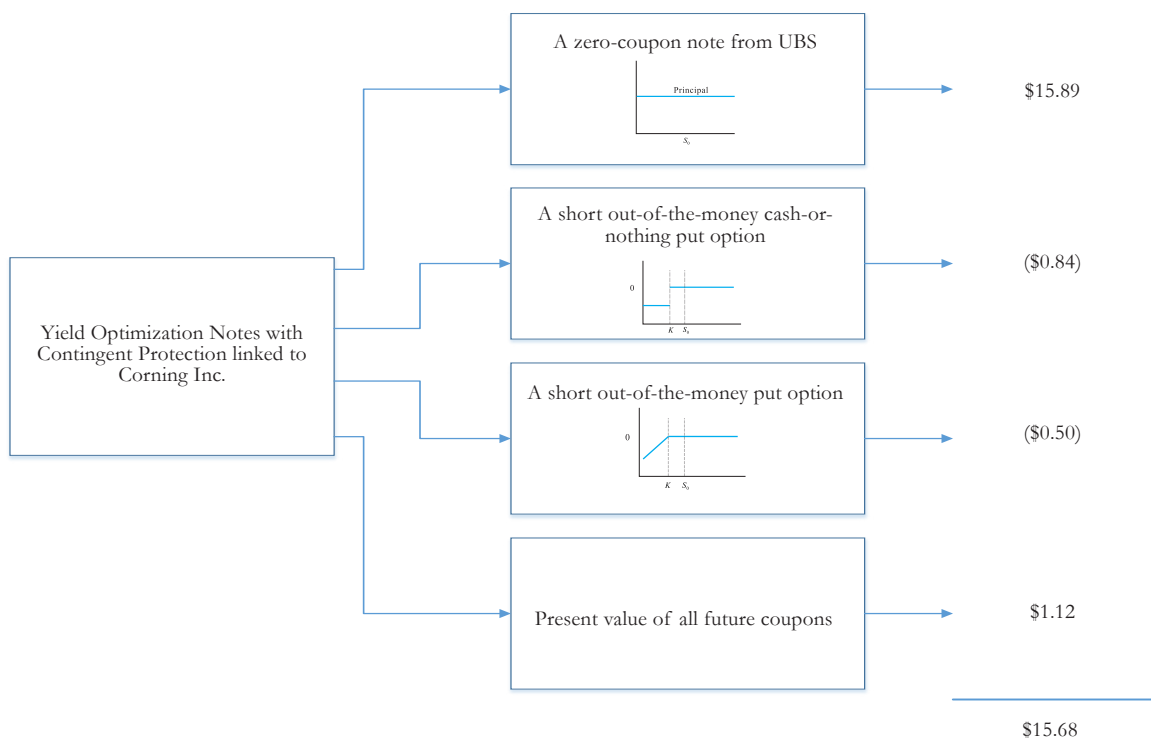 A zero-coupon note from UBS
Principal
S₀
$15.89
A short out-of-the-money cash-or-
nothing put option
0
K S₀
($0.84)
Yield Optimization Notes with
Contingent Protection linked to
Corning Inc.
A short out-of-the-money put option
0
K S₀
($0.50)
Present value of all future coupons
$1.12
$15.68